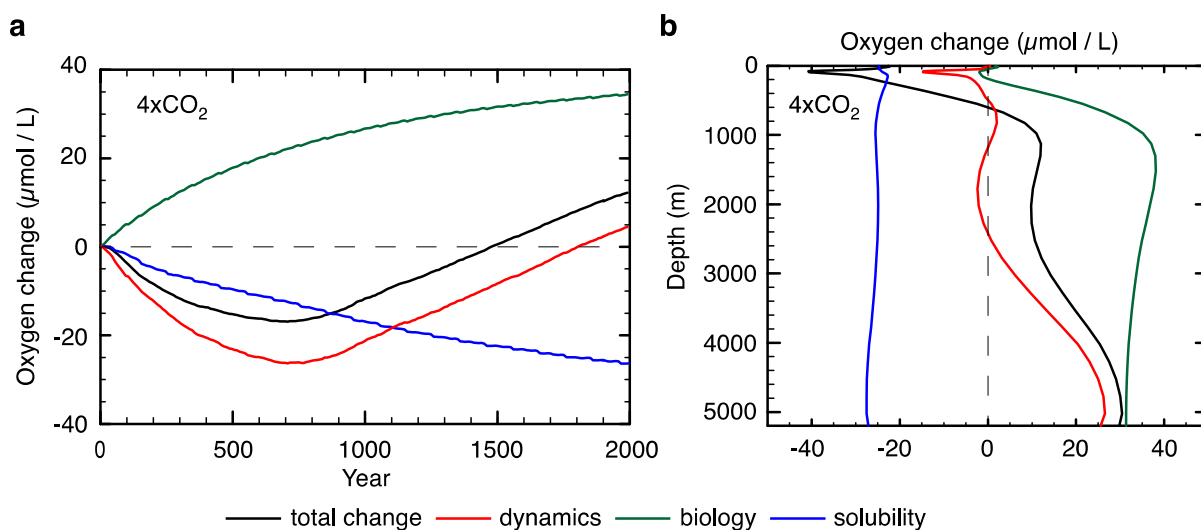 a
Oxygen change (µmol / L)
40
20
0
-20
-40
4xCO₂
0 500 1000 1500 2000
Year
b
Oxygen change (µmol / L)
4xCO₂
Depth (m)
0
1000
2000
3000
4000
5000
-40 -20 0 20 40
total change dynamics biology solubility